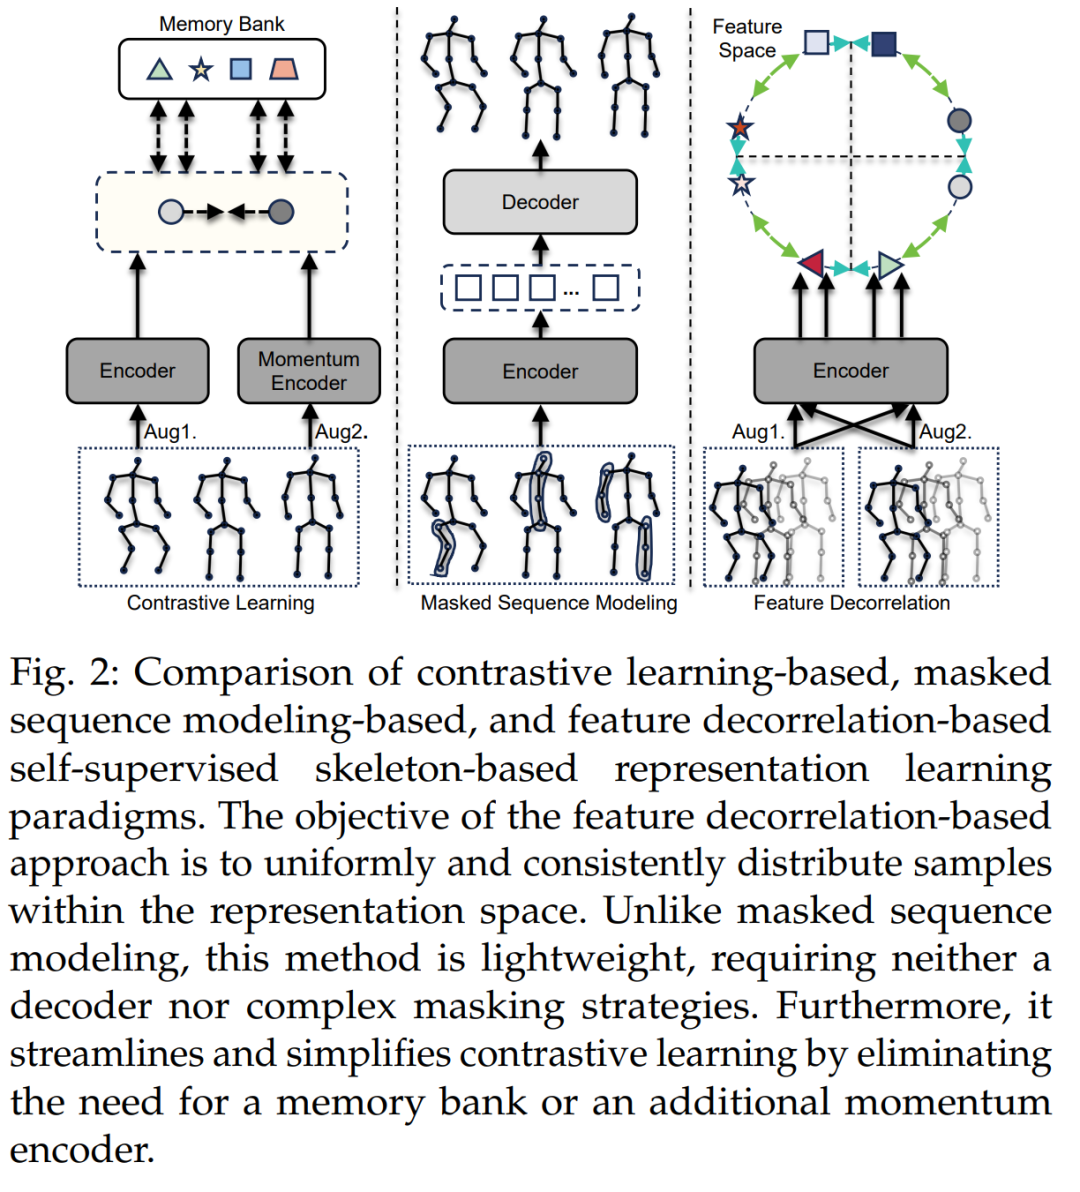 Memory Bank
Encoder
Momentum
Encoder
Aug1.
Aug2.
Contrastive Learning
Decoder
...
Encoder
Masked Sequence Modeling
Feature
Space
Encoder
Aug1.
Aug2.
Feature Decorrelation
Fig. 2: Comparison of contrastive learning-based, masked
sequence modeling-based, and feature decorrelation-based
self-supervised skeleton-based representation learning
paradigms. The objective of the feature decorrelation-based
approach is to uniformly and consistently distribute samples
within the representation space. Unlike masked sequence
modeling, this method is lightweight, requiring neither a
decoder nor complex masking strategies. Furthermore, it
streamlines and simplifies contrastive learning by eliminating
the need for a memory bank or an additional momentum
encoder.